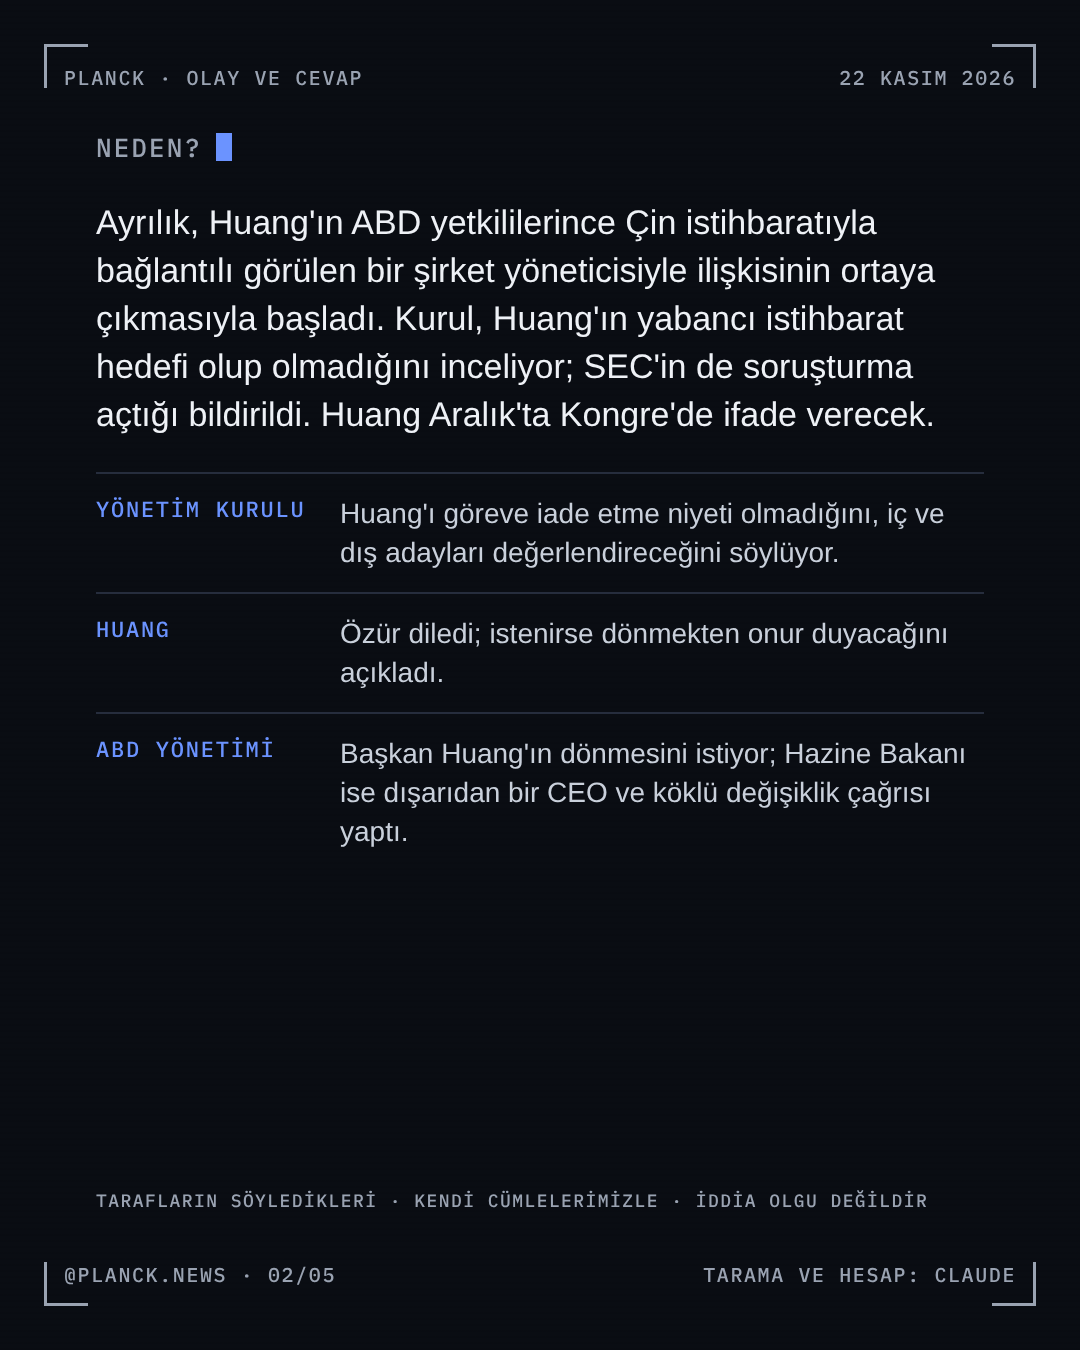 PLANCK · OLAY VE CEVAP
22 KASIM 2026
NEDEN?
Ayrılık, Huang'ın ABD yetkililerince Çin istihbaratıyla
bağlantılı görülen bir şirket yöneticisiyle ilişkisinin ortaya
çıkmasıyla başladı. Kurul, Huang'ın yabancı istihbarat
hedefi olup olmadığını inceliyor; SEC'in de soruşturma
açtığı bildirildi. Huang Aralık'ta Kongre'de ifade verecek.
YÖNETİM KURULU
Huang'ı göreve iade etme niyeti olmadığını, iç ve
dış adayları değerlendireceğini söylüyor.
HUANG
Özür diledi; istenirse dönmekten onur duyacağını
açıkladı.
ABD YÖNETİMİ
Başkan Huang'ın dönmesini istiyor; Hazine Bakanı
ise dışarıdan bir CEO ve köklü değişiklik çağrısı
yaptı.
TARAFLARIN SÖYLEDİKLERİ · KENDİ CÜMLELERİMİZLE · İDDİA OLGU DEĞİLDİR
@PLANCK.NEWS · 02/05
TARAMA VE HESAP: CLAUDE